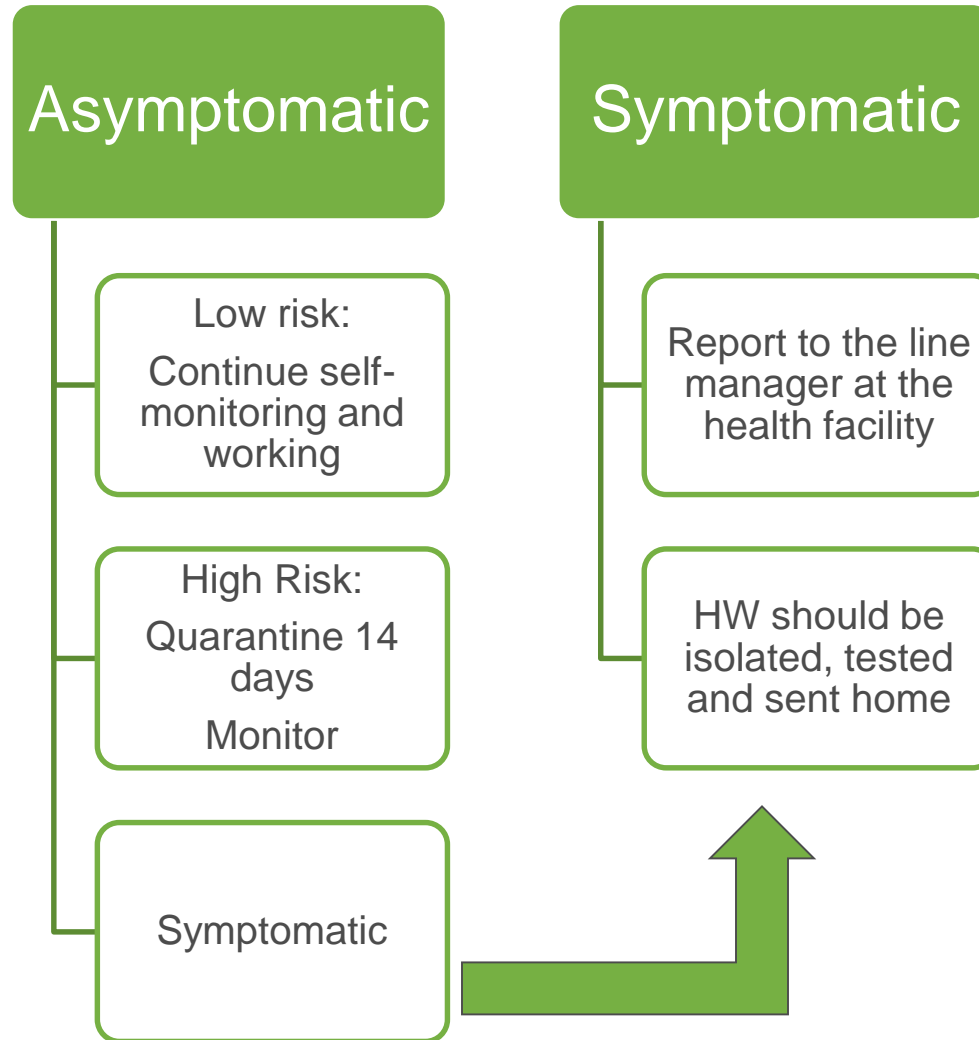 Asymptomatic
Low risk:
Continue self-
monitoring and
working
High Risk:
Quarantine 14
days
Monitor
Symptomatic
Symptomatic
Report to the line
manager at the
health facility
HW should be
isolated, tested
and sent home